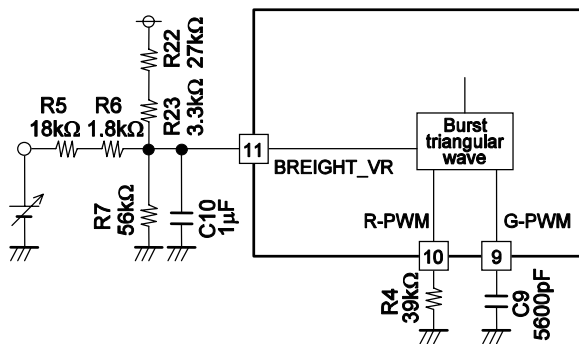 R22
27kΩ
R23
3.3kΩ
R5
18kΩ
R6
1.8kΩ
11
BREIGHT_VR
Burst
triangular
wave
R7
56kΩ
C10
1μF
R-PWM
G-PWM
10
9
R4
39kΩ
C9
5600pF